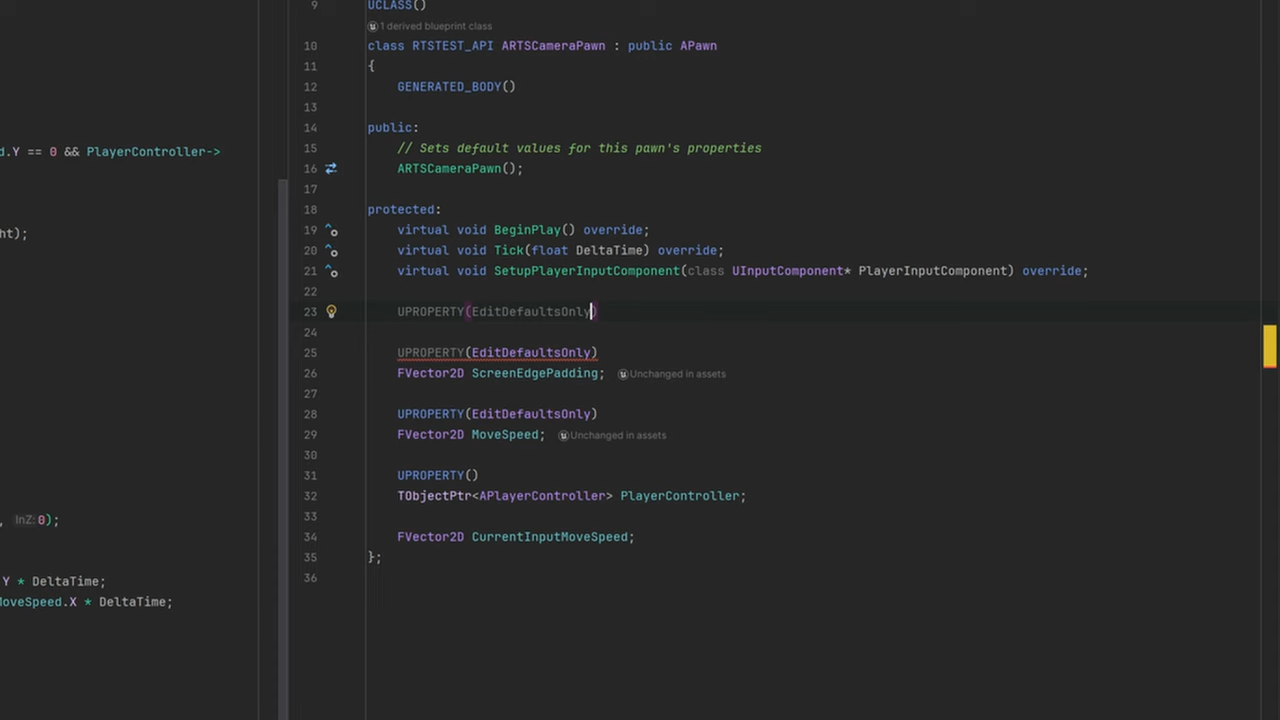 9 UCLASS()
1 derived blueprint class
10 class RTSTEST_API ARTSCameraPawn : public APawn
11 {
12 GENERATED_BODY()
13
14 public:
15 // Sets default values for this pawn's properties
d.Y == 0 && PlayerController->
16 ARTSCameraPawn();
17
18 protected:
19 virtual void BeginPlay() override;
ht);
20 virtual void Tick(float DeltaTime) override;
21 virtual void SetupPlayerInputComponent(class UInputComponent* PlayerInputComponent) override;
22
23 UPROPERTY(EditDefaultsOnly)
24
25 UPROPERTY(EditDefaultsOnly)
26 FVector2D ScreenEdgePadding; Unchanged in assets
27
28 UPROPERTY(EditDefaultsOnly)
29 FVector2D MoveSpeed; Unchanged in assets
30
31 UPROPERTY()
32 TObjectPtr<APlayerController> PlayerController;
33
, InZ: 0);
34 FVector2D CurrentInputMoveSpeed;
35 };
36
Y * DeltaTime;
MoveSpeed.X * DeltaTime;